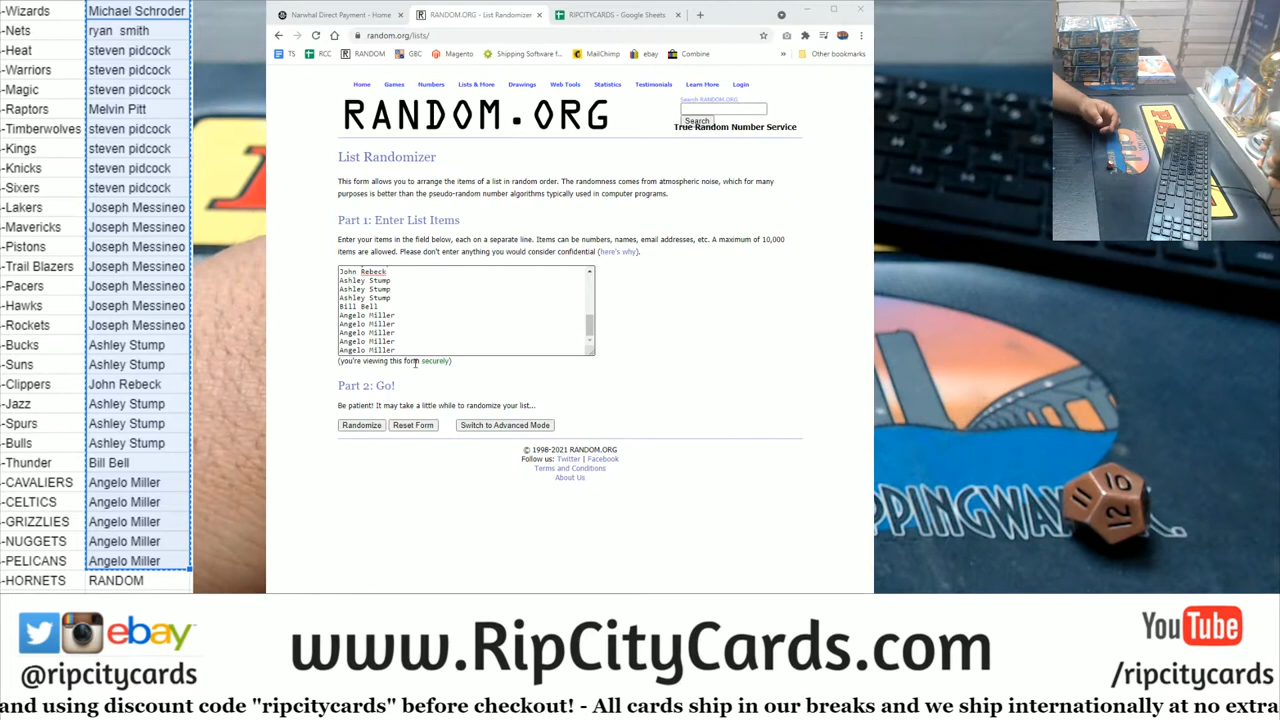 -Wizards Michael Schroder
-Nets ryan smith
-Heat steven pidcock
-Warriors steven pidcock
-Magic steven pidcock
Melvin Pitt
-Timberwolves steven pidcock
-Kings steven pidcock
-Knicks steven pidcock
-Sixers steven pidcock
-Lakers Joseph Messineo
-Mavericks Joseph Messineo
-Pistons Joseph Messineo
-Trail Blazers Joseph Messineo
-Pacers Joseph Messineo
-Hawks Joseph Messineo
-Rockets Joseph Messineo
-Bucks Ashley Stump
-Suns Ashley Stump
-Clippers John Rebeck
-Jazz Ashley Stump
-Spurs Ashley Stump
-Bulls Ashley Stump
-Thunder Bill Bell
-CAVALIERS Angelo Miller
-CELTICS Angelo Miller
-GRIZZLIES Angelo Miller
-NUGGETS Angelo Miller
-PELICANS Angelo Miller
-HORNETS RANDOM
Narwhal Direct Payment - Home
RANDOM.ORG - List Randomizer
RIPCITYCARDS - Google Sheets
random.org/lists/
TS RCC RANDOM GBC Magento Shipping Software f... MailChimp ebay Combine » Other bookmarks
Home Games Numbers Lists & More Drawings Web Tools Statistics Testimonials Learn More Login
RANDOM.ORG
Search RANDOM.ORG
Search
True Random Number Service
List Randomizer
This form allows you to arrange the items of a list in random order. The randomness comes from atmospheric noise, which for many
purposes is better than the pseudo-random number algorithms typically used in computer programs.
Part 1: Enter List Items
Enter your items in the field below, each on a separate line. Items can be numbers, names, email addresses, etc. A maximum of 10,000
items are allowed. Please don't enter anything you would consider confidential (here's why).
John Rebeck
Ashley Stump
Ashley Stump
Ashley Stump
Bill Bell
Angelo Miller
Angelo Miller
Angelo Miller
Angelo Miller
Angelo Miller
(you're viewing this form securely)
Part 2: Go!
Be patient! It may take a little while to randomize your list...
Randomize Reset Form Switch to Advanced Mode
© 1998-2021 RANDOM.ORG
Follow us: Twitter | Facebook
Terms and Conditions
About Us
11 10
12
ebay
@ripcitycards
www.RipCityCards.com
YouTube
/ripcitycards
and using discount code "ripcitycards" before checkout! - All cards ship in our breaks and we ship internationally at no extra